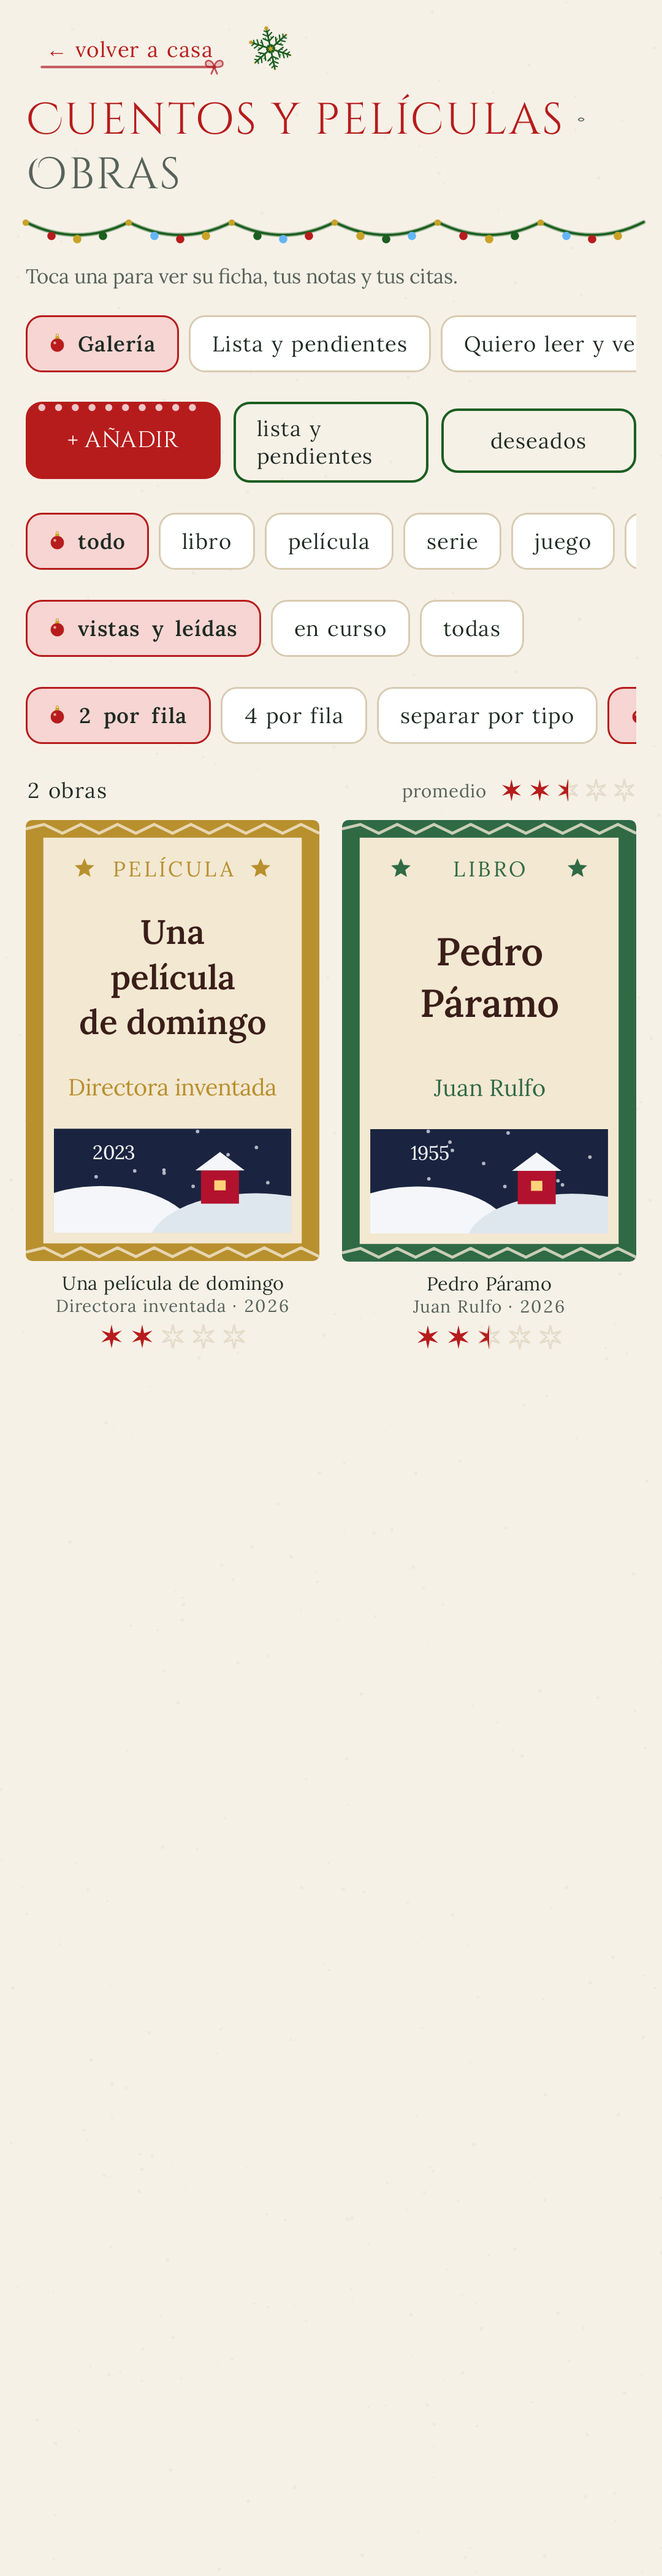 ← volver a casa
CUENTOS Y PELÍCULAS ·
OBRAS
Toca una para ver su ficha, tus notas y tus citas.
Galería
Lista y pendientes
Quiero leer y ve
+ AÑADIR
lista y
pendientes
deseados
todo
libro
película
serie
juego
vistas y leídas
en curso
todas
2 por fila
4 por fila
separar por tipo
2 obras
promedio
PELÍCULA
Una
película
de domingo
Directora inventada
2023
Una película de domingo
Directora inventada · 2026
LIBRO
Pedro
Páramo
Juan Rulfo
1955
Pedro Páramo
Juan Rulfo · 2026